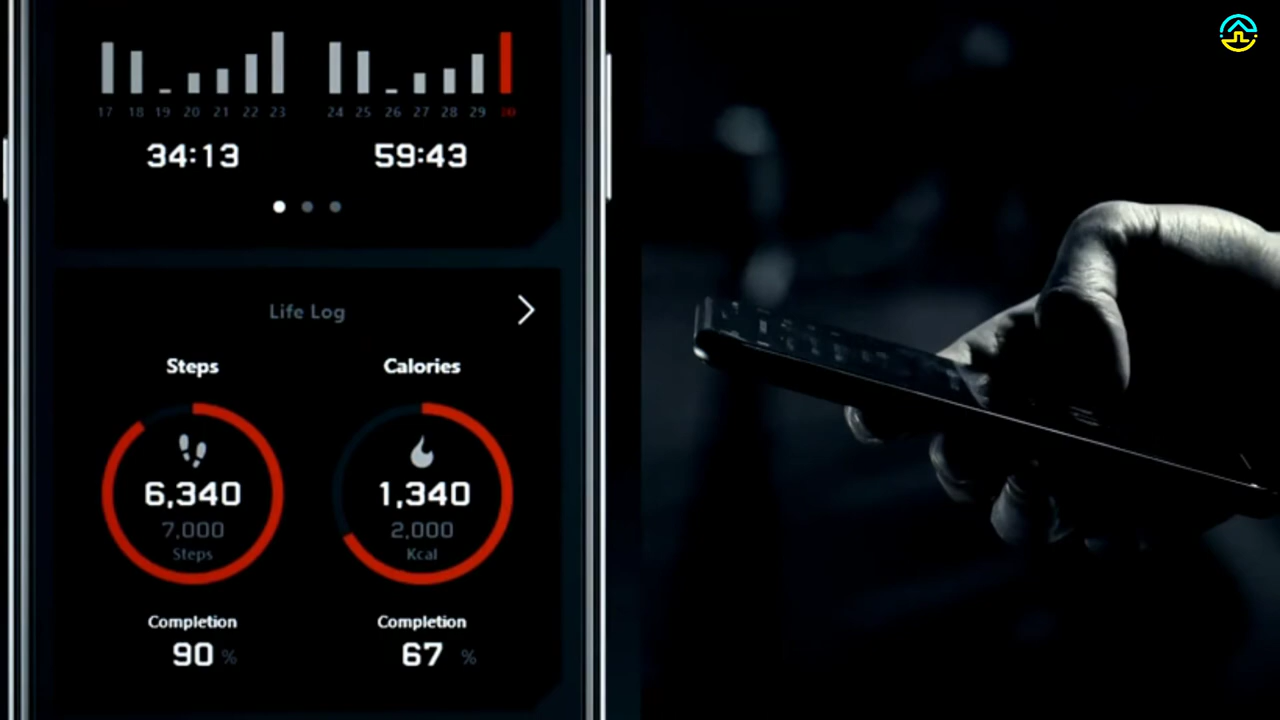 17 18 19 20 21 22 23 24 25 26 27 28 29 30
34:13 59:43
Life Log
Steps Calories
6,340 1,340
7,000 2,000
Steps Kcal
Completion Completion
90 % 67 %